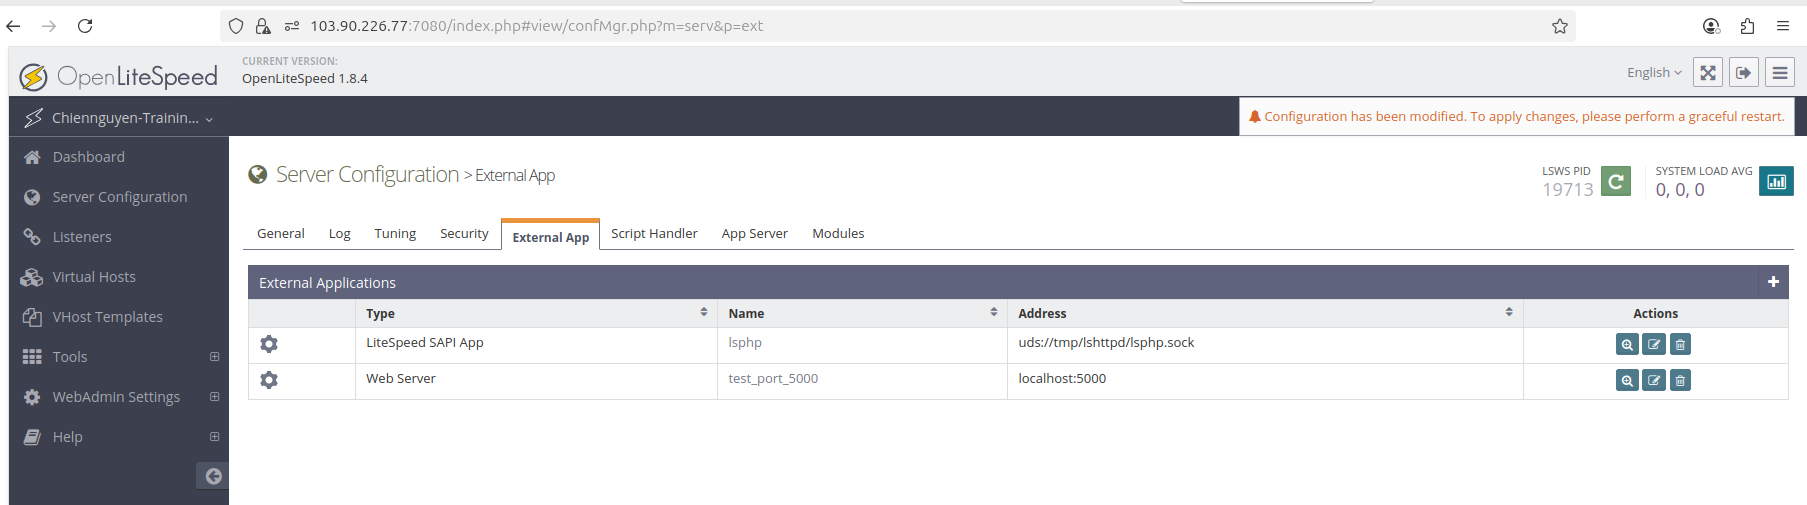 103.90.226.77:7080/index.php#view/confMgr.php?m=serv&p=ext
OpenLiteSpeed
CURRENT VERSION:
OpenLiteSpeed 1.8.4
English
Chiennguyen-Trainin...
Configuration has been modified. To apply changes, please perform a graceful restart.
Dashboard
Server Configuration
Listeners
Virtual Hosts
VHost Templates
Tools
WebAdmin Settings
Help
Server Configuration > External App
LSWS PID
19713
SYSTEM LOAD AVG
0, 0, 0
General Log Tuning Security External App Script Handler App Server Modules
External Applications
Type Name Address Actions
LiteSpeed SAPI App lsphp uds://tmp/lshttpd/lsphp.sock
Web Server test_port_5000 localhost:5000